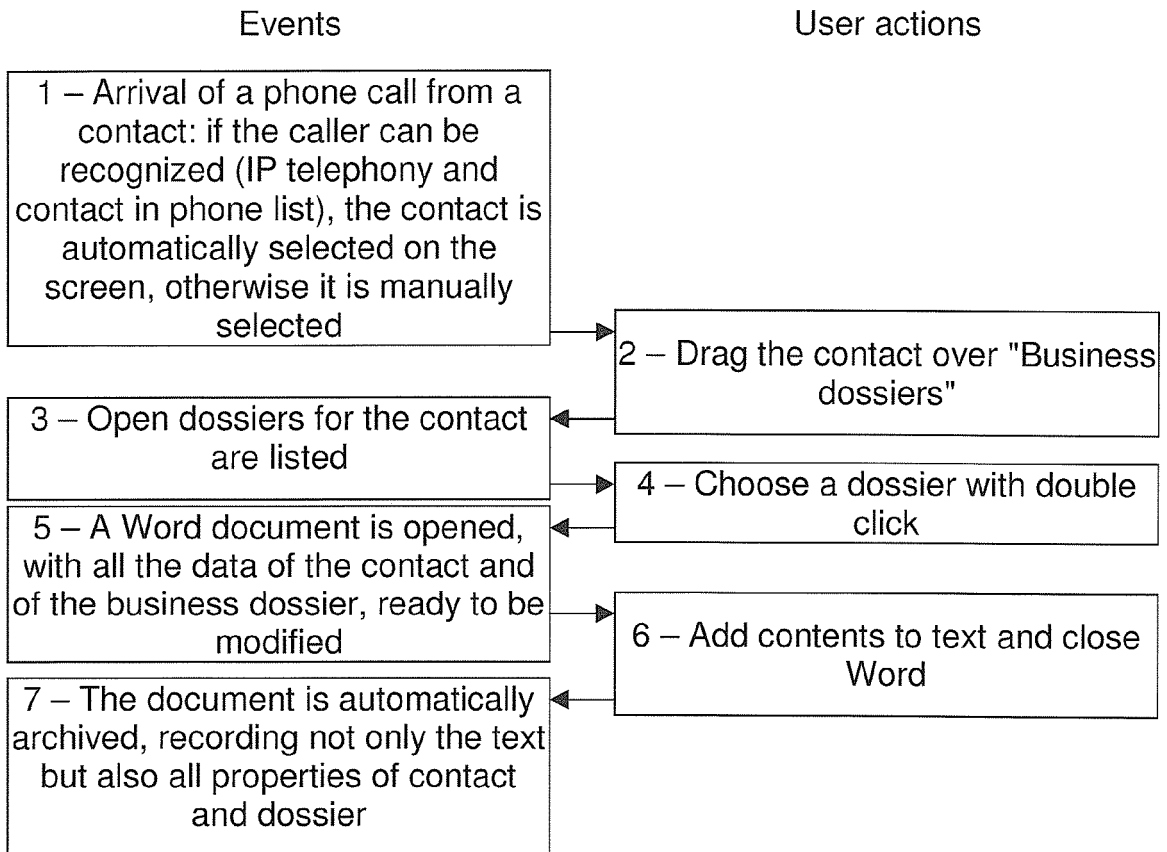 Events
User actions
1 – Arrival of a phone call from a
contact: if the caller can be
recognized (IP telephony and
contact in phone list), the contact is
automatically selected on the
screen, otherwise it is manually
selected
2 – Drag the contact over "Business
dossiers"
3 – Open dossiers for the contact
are listed
4 – Choose a dossier with double
click
5 – A Word document is opened,
with all the data of the contact and
of the business dossier, ready to be
modified
6 – Add contents to text and close
Word
7 – The document is automatically
archived, recording not only the text
but also all properties of contact
and dossier